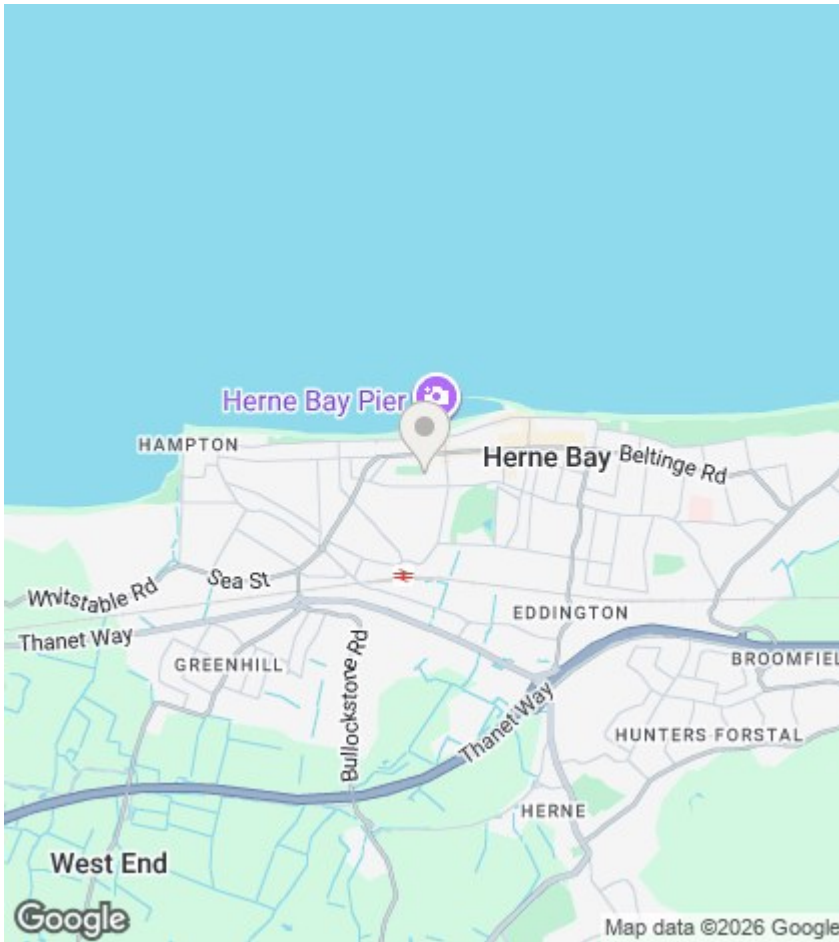 Herne Bay Pier
HAMPTON
Herne Bay
Beltinge Rd
Whitstable Rd
Sea St
Thanet Way
EDDINGTON
GREENHILL
Bullockstone Rd
BROOMFIEL
Thanet Way
HUNTERS FORSTAL
HERNE
West End
Google
Map data ©2026 Google